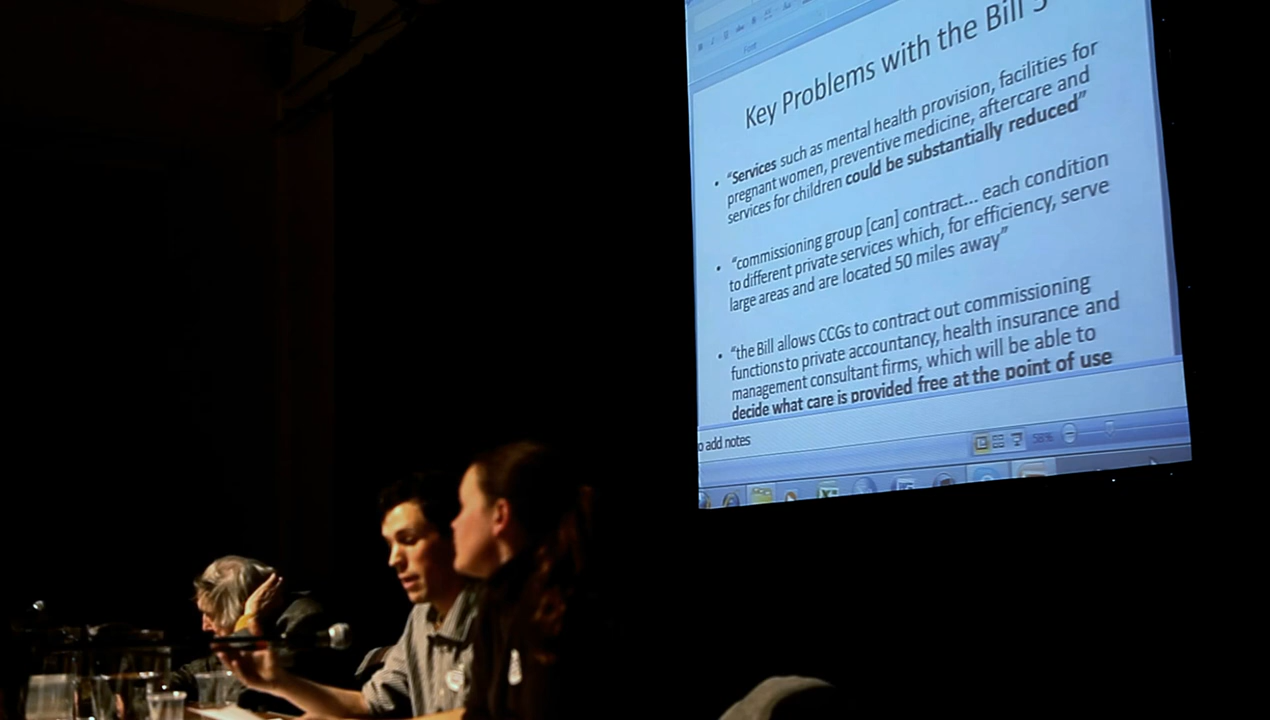 Key Problems with the Bill
• “Services such as mental health provision, facilities for
pregnant women, preventive medicine, aftercare and
services for children could be substantially reduced”
• “commissioning group [can] contract... each condition
to different private services which, for efficiency, serve
large areas and are located 50 miles away”
• “the Bill allows CCGs to contract out commissioning
functions to private accountancy, health insurance and
management consultant firms, which will be able to
decide what care is provided free at the point of use
o add notes
58%